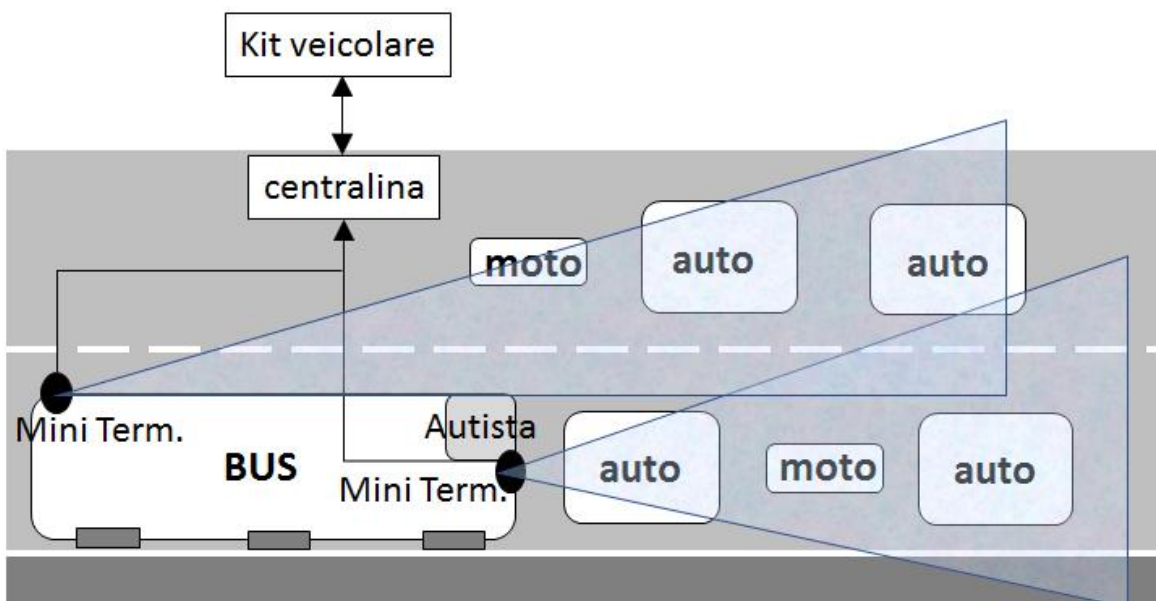 Kit veicolare
centralina
moto
auto
auto
Mini Term.
Autista
BUS
Mini Term.
auto
moto
auto